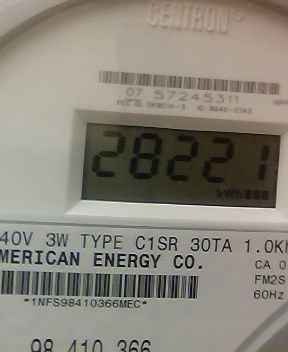 CENTRON®
07 57245311
28221
kWh
40V 3W TYPE C1SR 30TA 1.0K
MERICAN ENERGY CO.
CA 0
FM2S
60Hz
*1NFS98410366MEC*
98 410 366